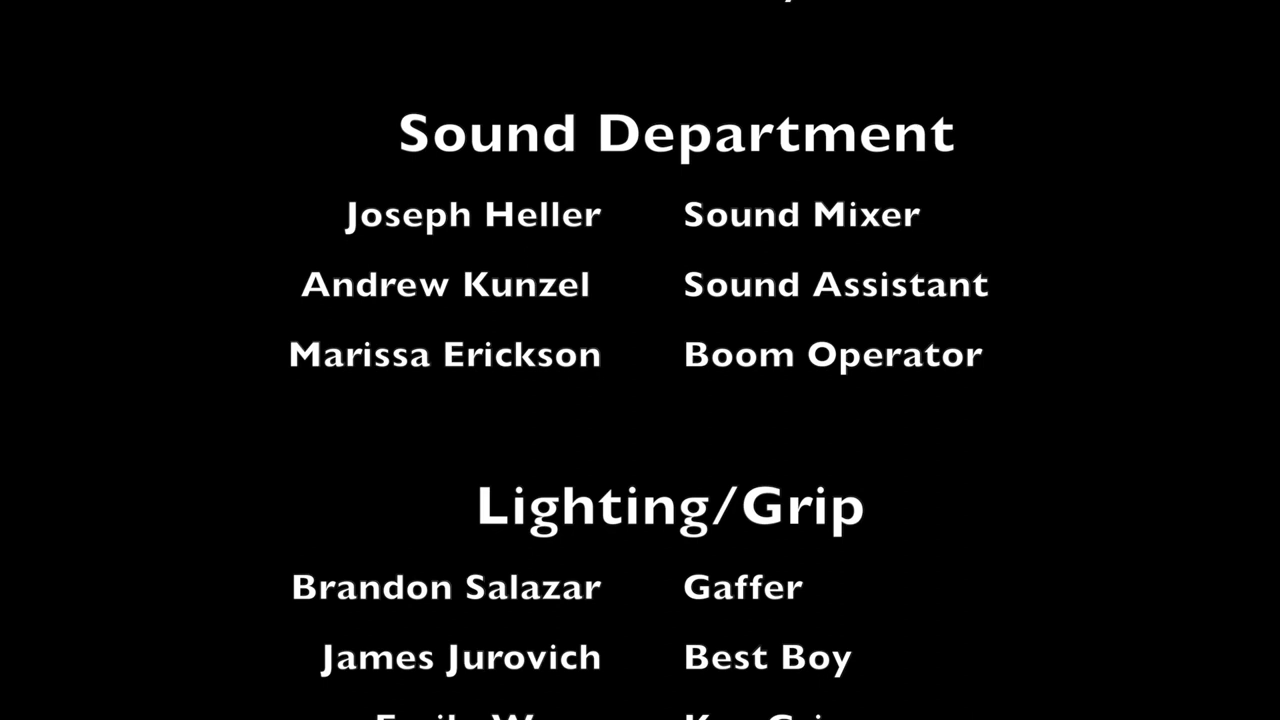 Sound Department
Joseph Heller Sound Mixer
Andrew Kunzel Sound Assistant
Marissa Erickson Boom Operator
Lighting/Grip
Brandon Salazar Gaffer
James Jurovich Best Boy